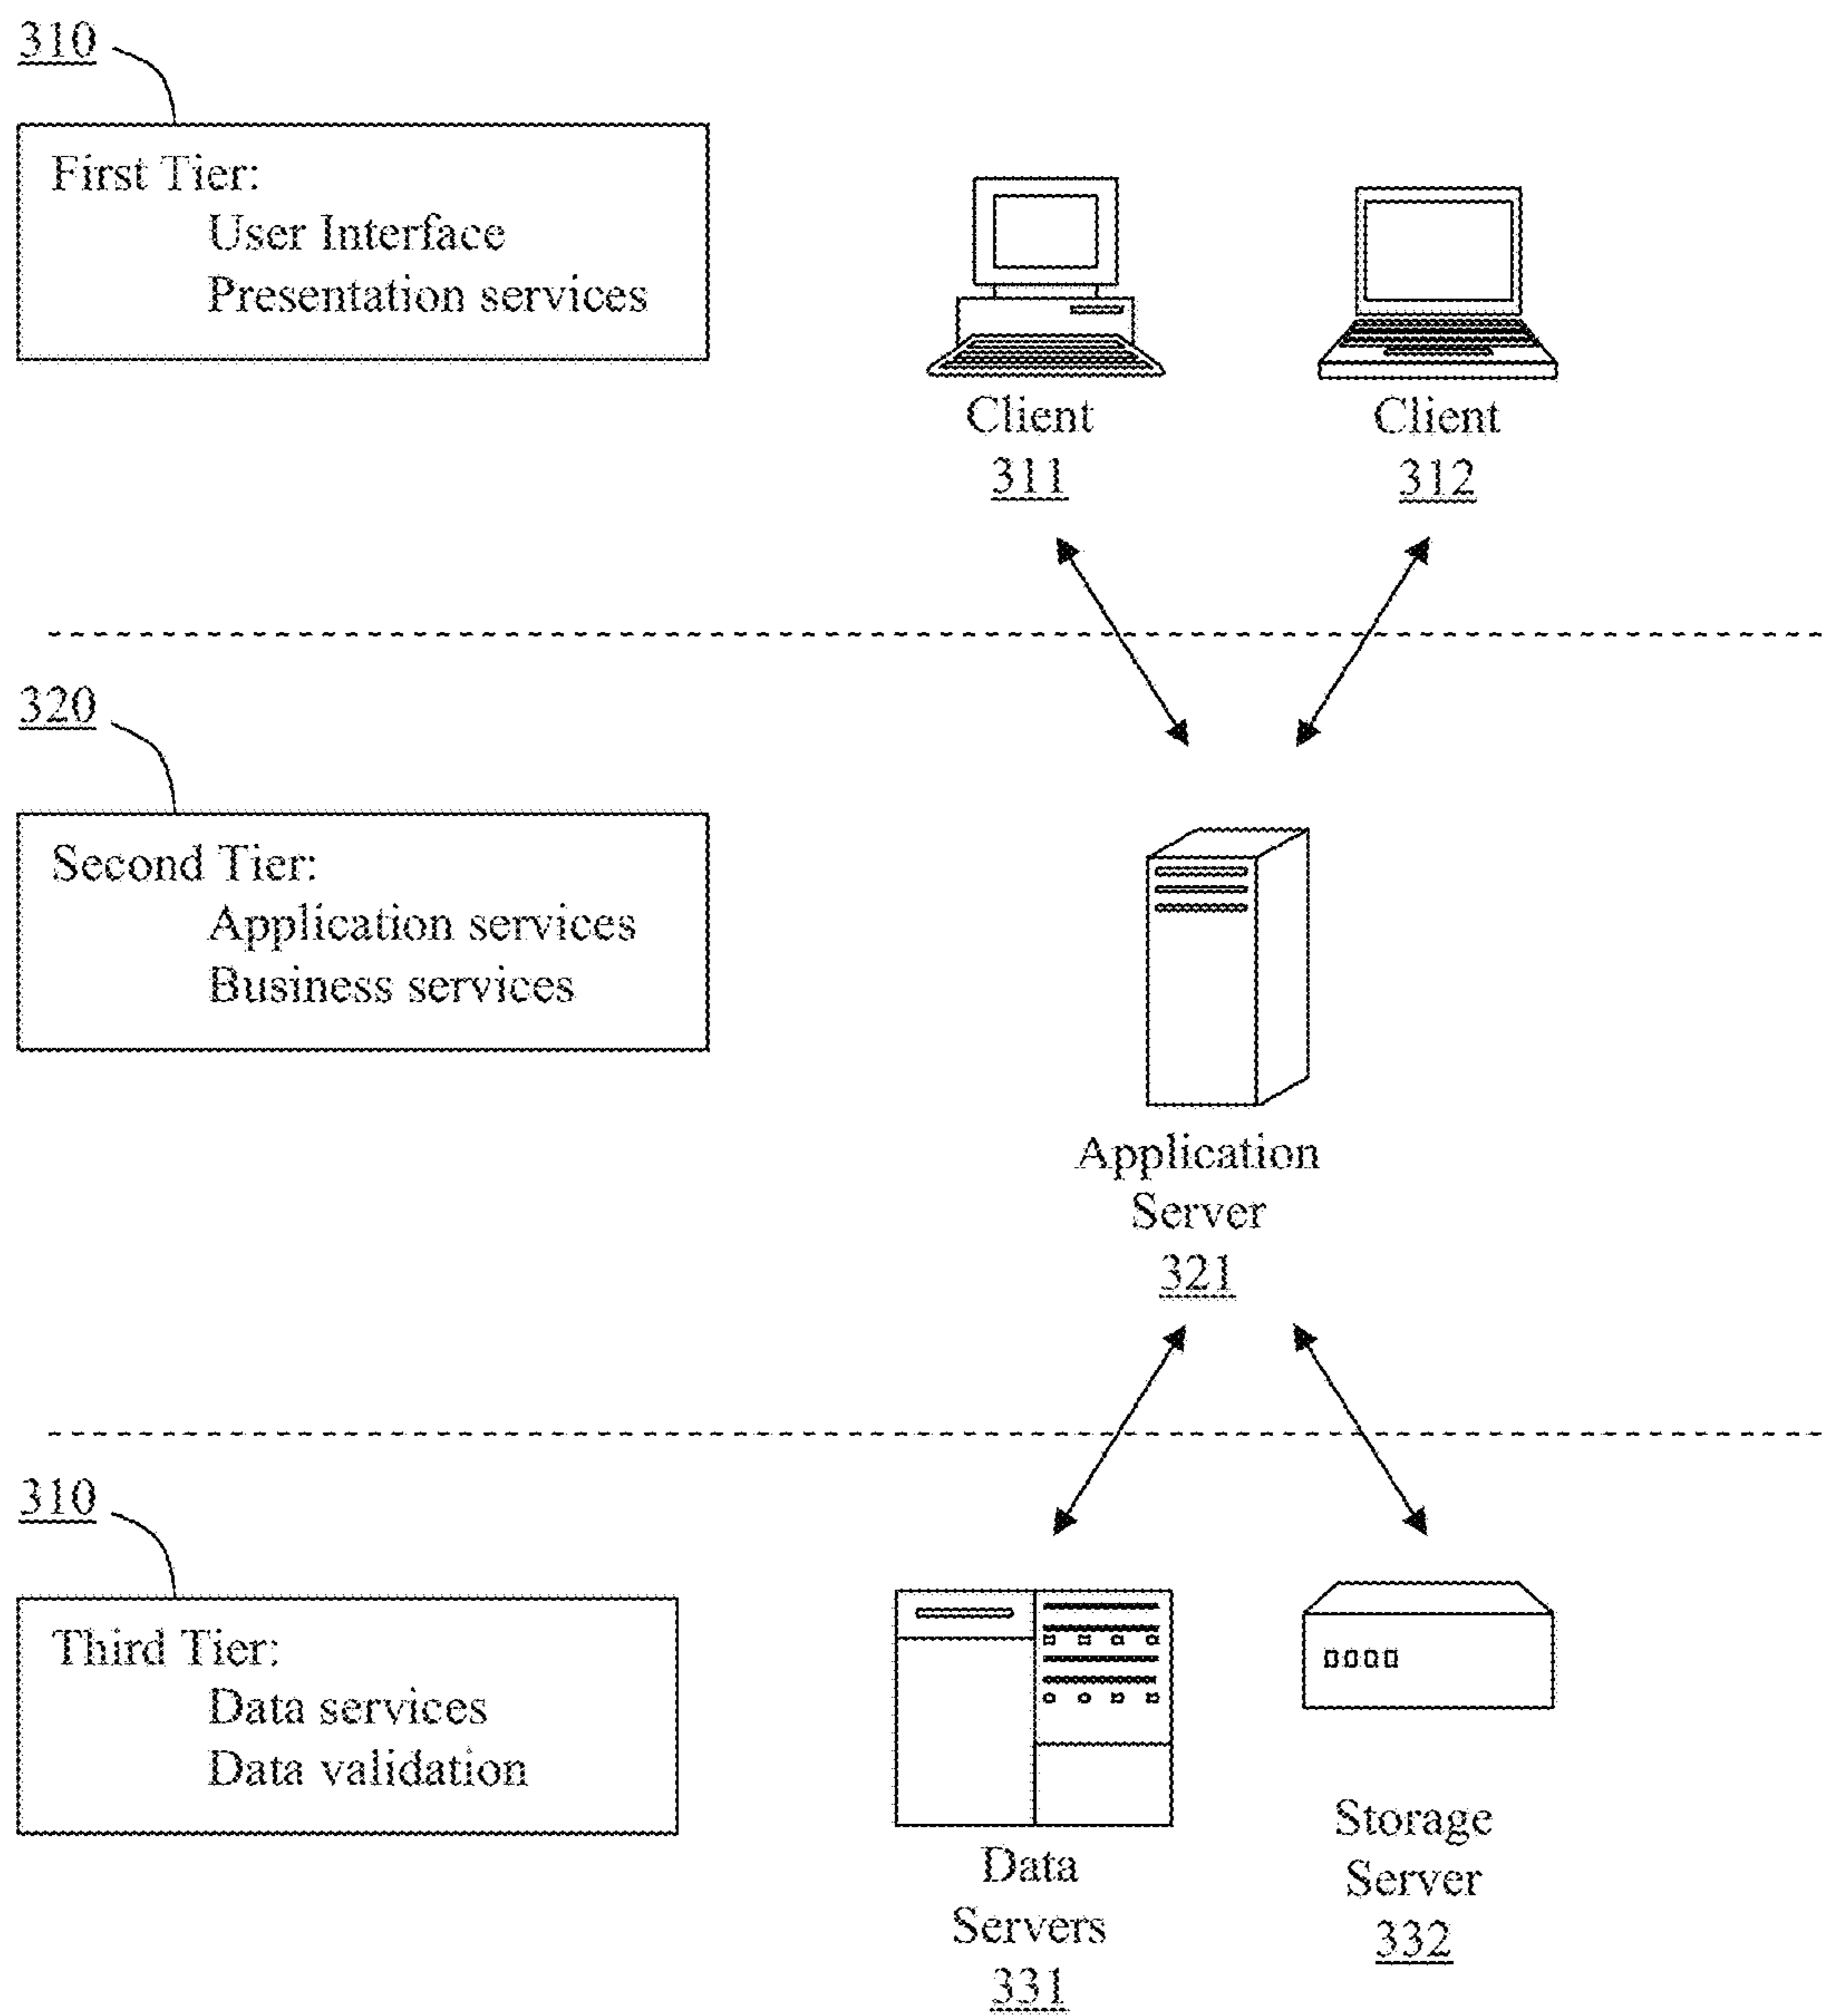 310
First Tier:
User Interface
Presentation services
Client
311
Client
312
320
Second Tier:
Application services
Business services
Application
Server
321
310
Third Tier:
Data services
Data validation
Data
Servers
331
Storage
Server
332